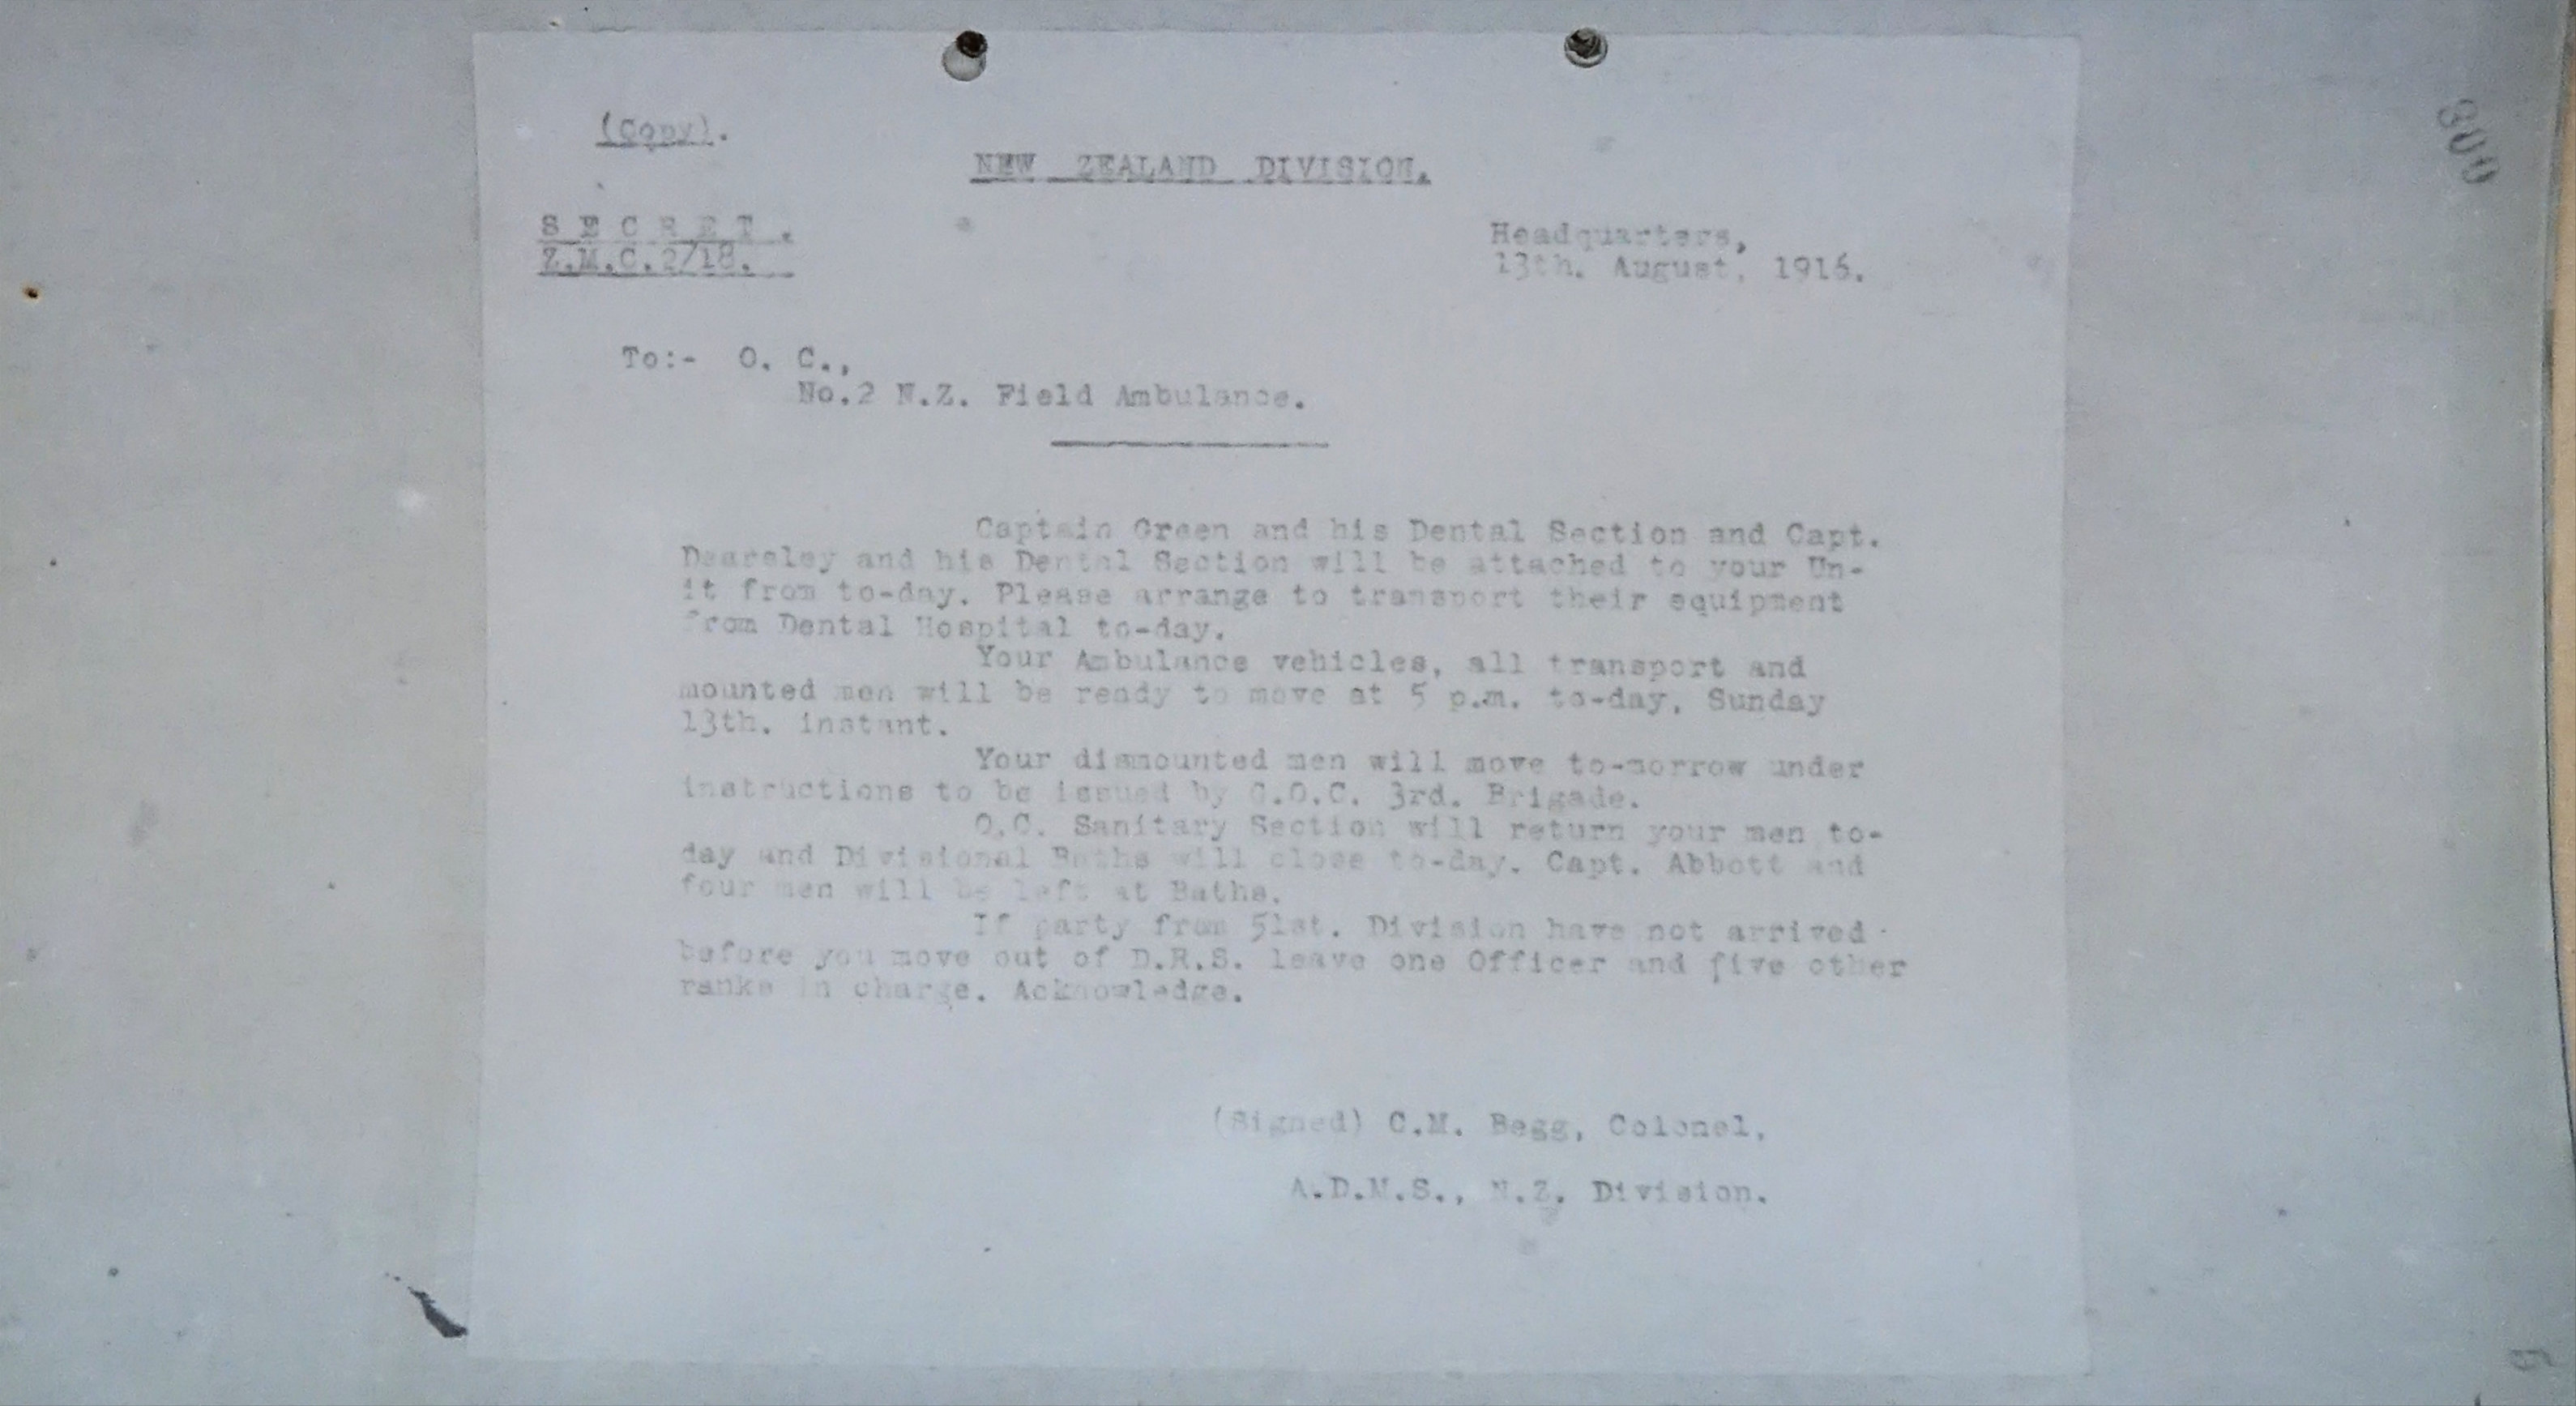 (Copy).
NEW ZEALAND DIVISION.
S E C R E T .
Z.M.C.2/18.
Headquarters,
13th. August, 1916.
To:- O. C.,
No.2 N.Z. Field Ambulance.
Captain Green and his Dental Section and Capt.
Dearsley and his Dental Section will be attached to your Un-
it from to-day. Please arrange to transport their equipment
from Dental Hospital to-day.
Your Ambulance vehicles, all transport and
mounted men will be ready to move at 5 p.m. to-day, Sunday
13th. instant.
Your dismounted men will move to-morrow under
instructions to be issued by G.O.C. 3rd. Brigade.
O.C. Sanitary Section will return your men to-
day and Divisional Baths will close to-day. Capt. Abbott and
four men will be left at Baths.
If party from 51st. Division have not arrived
before you move out of D.R.S. leave one Officer and five other
ranks in charge. Acknowledge.
(Signed) C.M. Begg, Colonel,
A.D.M.S., N.Z. Division.